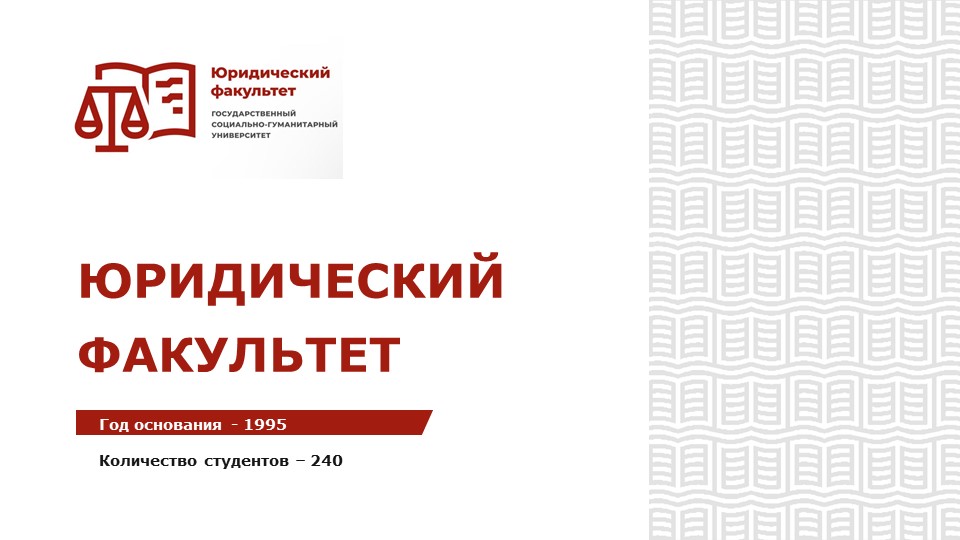 Юридический
факультет
ГОСУДАРСТВЕННЫЙ
СОЦИАЛЬНО-ГУМАНИТАРНЫЙ
УНИВЕРСИТЕТ
ЮРИДИЧЕСКИЙ
ФАКУЛЬТЕТ
Год основания - 1995
Количество студентов – 240